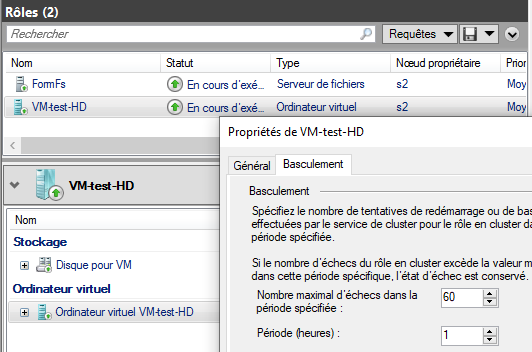 Rôles (2)
Rechercher
Requêtes
Nom Statut Type Nœud propriétaire Prior
FormFs En cours d'exé... Serveur de fichiers s2 Moy
VM-test-HD En cours d'exé... Ordinateur virtuel s2 Moy
Propriétés de VM-test-HD
Général Basculement
Basculement
Spécifiez le nombre de tentatives de redémarrage ou de bas
effectuées par le service de cluster pour le rôle en cluster da
période spécifiée.
Si le nombre d'échecs du rôle en cluster excède la valeur m
dans cette période spécifique, l'état d'échec est conservé.
Nombre maximal d'échecs dans la
période spécifiée :
60
Période (heures) :
1
VM-test-HD
Nom
Stockage
Disque pour VM
Ordinateur virtuel
Ordinateur virtuel VM-test-HD